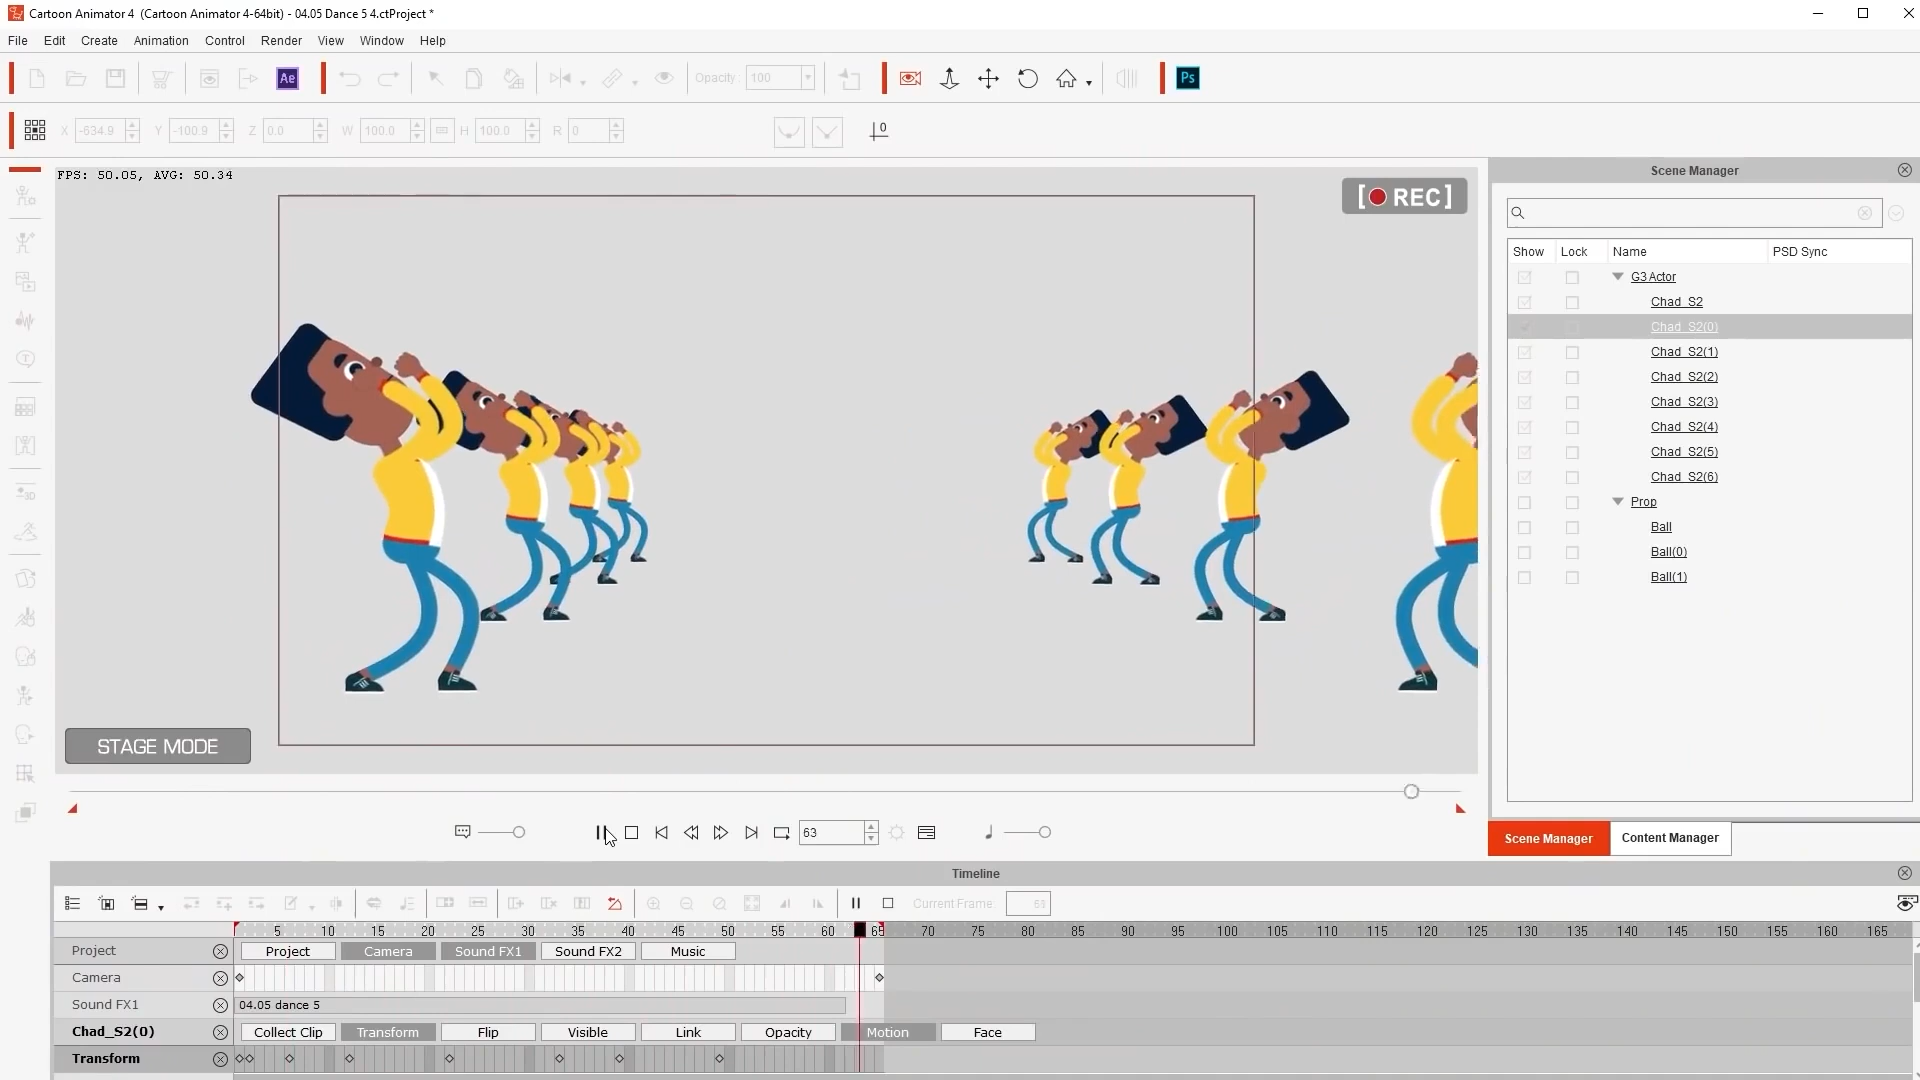 Cartoon Animator 4 (Cartoon Animator 4-64bit) - 04.05 Dance 5 4.ctProject *
File Edit Create Animation Control Render View Window Help
Ae Opacity: 100 Ps
X -634.9 Y -100.9 Z 0.0 W 100.0 H 100.0 R 0 0
FPS: 50.05, AVG: 50.34
[ REC ]
STAGE MODE
Scene Manager
Show Lock Name PSD Sync
G3 Actor
Chad_S2
Chad_S2(0)
Chad_S2(1)
Chad_S2(2)
Chad_S2(3)
Chad_S2(4)
Chad_S2(5)
Chad_S2(6)
Prop
Ball
Ball(0)
Ball(1)
63
Scene Manager Content Manager
Timeline
Current Frame:
5 10 15 20 25 30 35 40 45 50 55 60 65 70 75 80 85 90 95 100 105 110 115 120 125 130 135 140 145 150 155 160 165
Project Project Camera Sound FX1 Sound FX2 Music
Camera
Sound FX1 04.05 dance 5
Chad_S2(0) Collect Clip Transform Flip Visible Link Opacity Motion Face
Transform